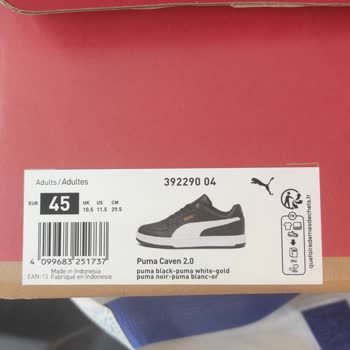 Adults/Adultes
392290 04
EUR 45 UK 10.5 US 11.5 CM 29.5
4 099683 251737
Made in Indonesia
EAN-13 Fabriqué en Indonésie
Puma Caven 2.0
puma black-puma white-gold
puma noir-puma blanc-or
quefairedemesdechets.fr